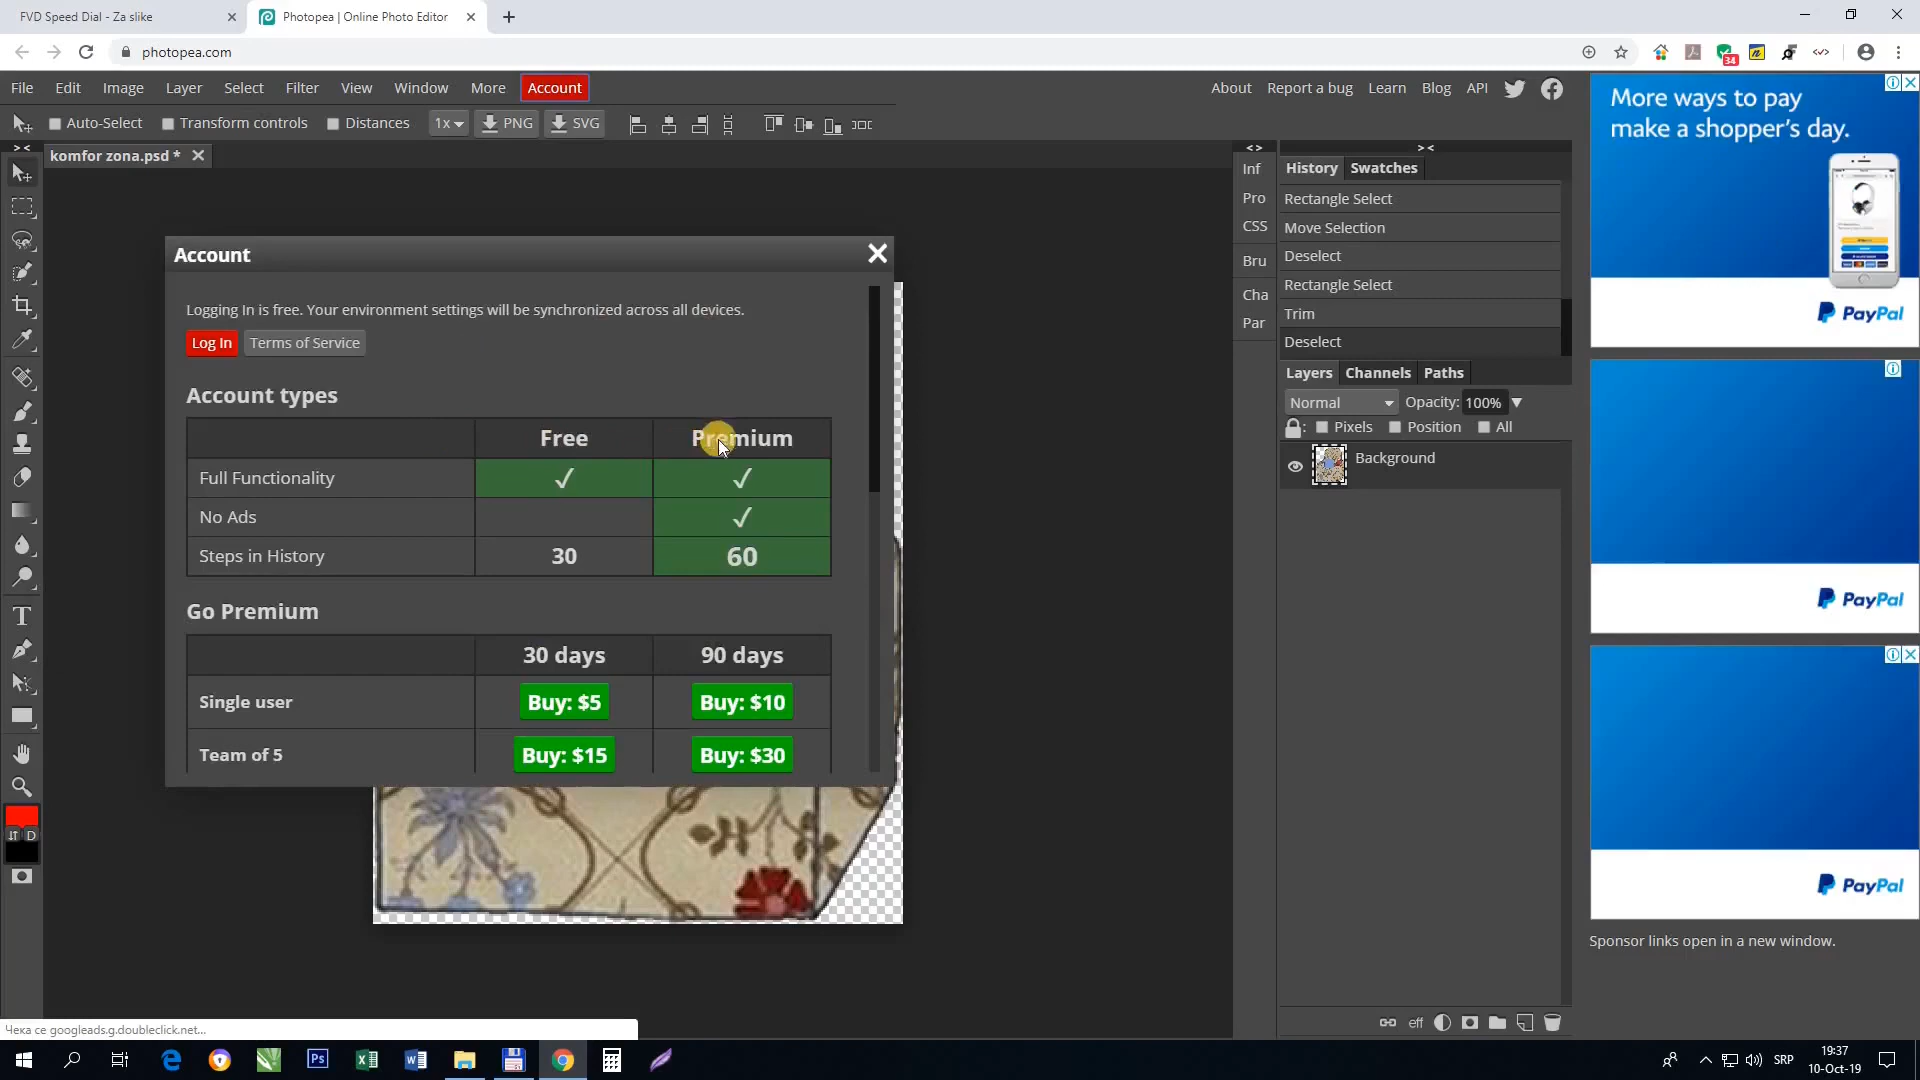 FVD Speed Dial - Za slike
Photopea | Online Photo Editor
photopea.com
34
File Edit Image Layer Select Filter View Window More Account
About Report a bug Learn Blog API
Auto-Select Transform controls Distances 1x PNG SVG
komfor zona.psd *
Account
Logging In is free. Your environment settings will be synchronized across all devices.
Log In Terms of Service
Account types
Free Premium
Full Functionality ✓ ✓
No Ads ✓
Steps in History 30 60
Go Premium
30 days 90 days
Single user Buy: $5 Buy: $10
Team of 5 Buy: $15 Buy: $30
Inf
Pro
CSS
Bru
Cha
Par
History Swatches
Rectangle Select
Move Selection
Deselect
Rectangle Select
Trim
Deselect
Layers Channels Paths
Normal Opacity: 100%
: Pixels Position All
Background
eff
More ways to pay
make a shopper's day.
PayPal
PayPal
PayPal
Sponsor links open in a new window.
D
T
Чека се googleads.g.doubleclick.net...
Ps
SRP
19:37
10-Oct-19